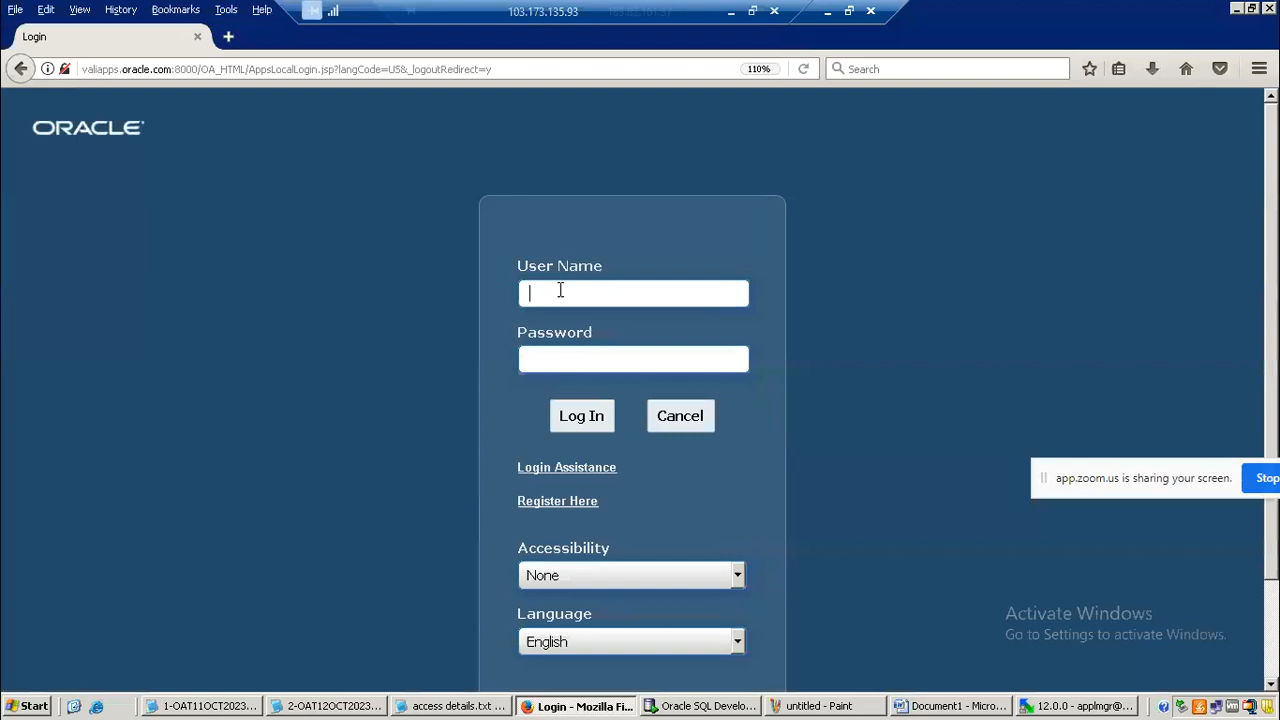 File Edit View History Bookmarks Tools Help
103.173.135.93
Login
valiapps.oracle.com:8000/OA_HTML/AppsLocalLogin.jsp?langCode=US&_logoutRedirect=y
110%
Search
ORACLE
User Name
Password
Log In Cancel
Login Assistance
Register Here
Accessibility
None
app.zoom.us is sharing your screen. Stop
Language
English
Activate Windows
Go to Settings to activate Windows.
Start
1-OAT11OCT2023...
2-OAT11OCT2023...
access details.txt ...
Login - Mozilla Fi...
Oracle SQL Develo...
untitled - Paint
Document1 - Micro...
12.0.0 - applmgr@...